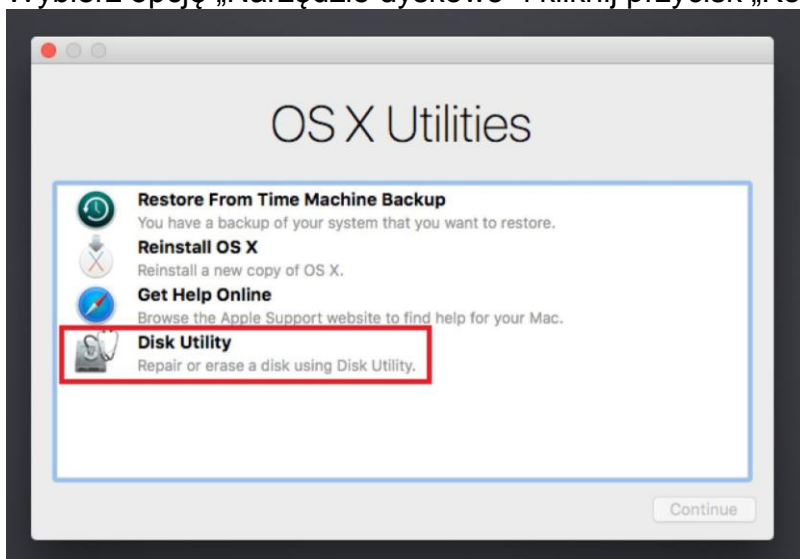 Wybierz opcję „Narzędzie dyskowe" i kliknij przycisk
OS X Utilities
Restore From Time Machine Backup
You have a backup of your system that you want to restore.
Reinstall OS X
Reinstall a new copy of OS X.
Get Help Online
Browse the Apple Support website to find help for your Mac.
Disk Utility
Repair or erase a disk using Disk Utility.
Continue